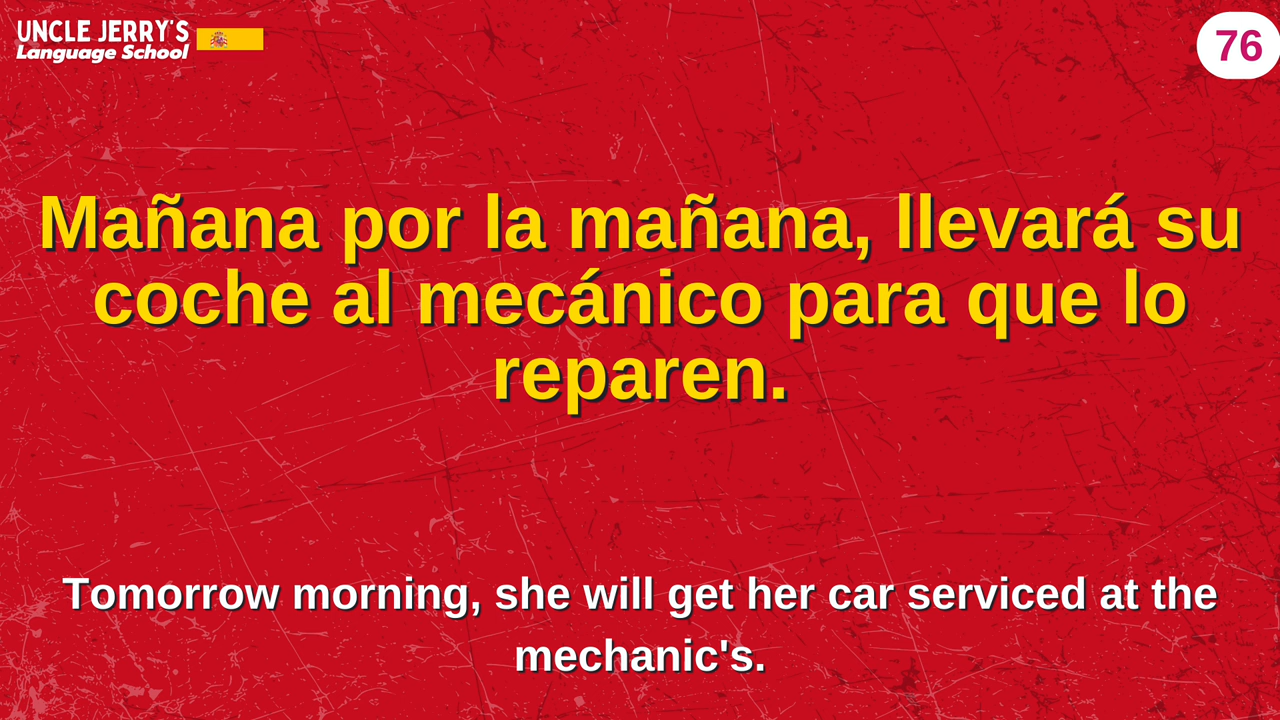 UNCLE JERRY'S
Language School
76
Mañana por la mañana, llevará su
coche al mecánico para que lo
reparen.
Tomorrow morning, she will get her car serviced at the
mechanic's.